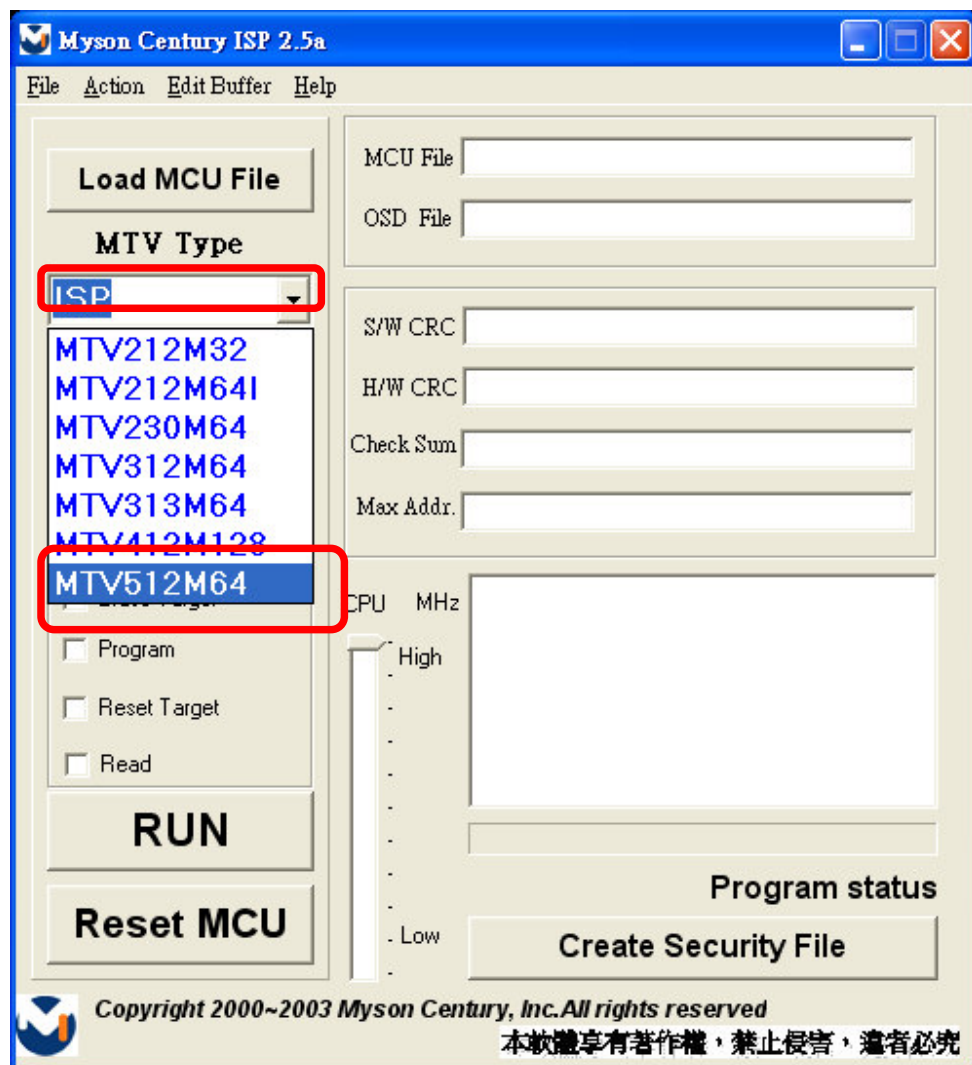 Myson Century ISP 2.5a
File Action Edit Buffer Help
Load MCU File
MTV Type
ISP
MTV212M32
MTV212M64I
MTV230M64
MTV312M64
MTV313M64
MTV412M128
MTV512M64
Program
Reset Target
Read
RUN
Reset MCU
MCU File
OSD File
S/W CRC
H/W CRC
Check Sum
Max Addr.
CPU MHz
High
Low
Program status
Create Security File
Copyright 2000~2003 Myson Century, Inc.All rights reserved
本軟體享有著作權，禁止侵害，違者必究